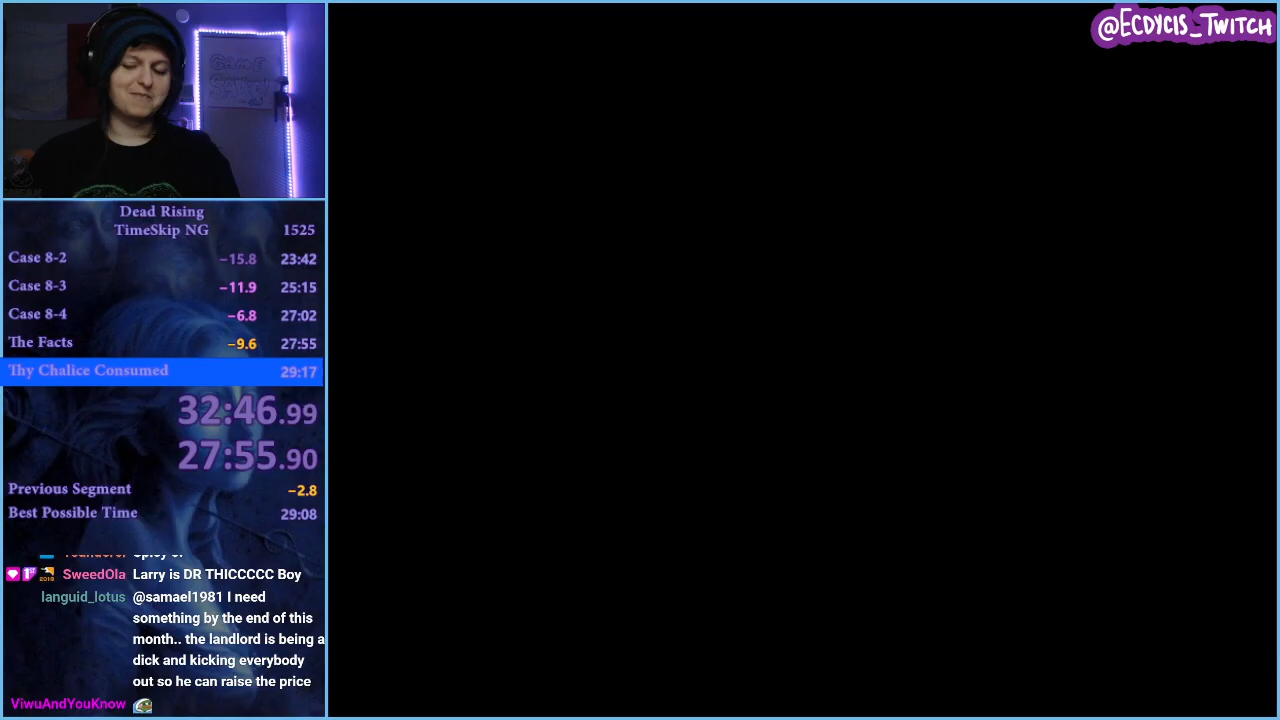 @ECDYCIS_TWITCH
GAME
Dead Rising
TimeSkip NG 1525
Case 8-2 −15.8 23:42
Case 8-3 −11.9 25:15
Case 8-4 −6.8 27:02
The Facts −9.6 27:55
Thy Chalice Consumed 29:17
32:46.99
27:55.90
Previous Segment −2.8
Best Possible Time 29:08
SweedOla Larry is DR THICCCCC Boy
languid_lotus @samael1981 I need
something by the end of this
month.. the landlord is being a
dick and kicking everybody
out so he can raise the price
ViwuAndYouKnow